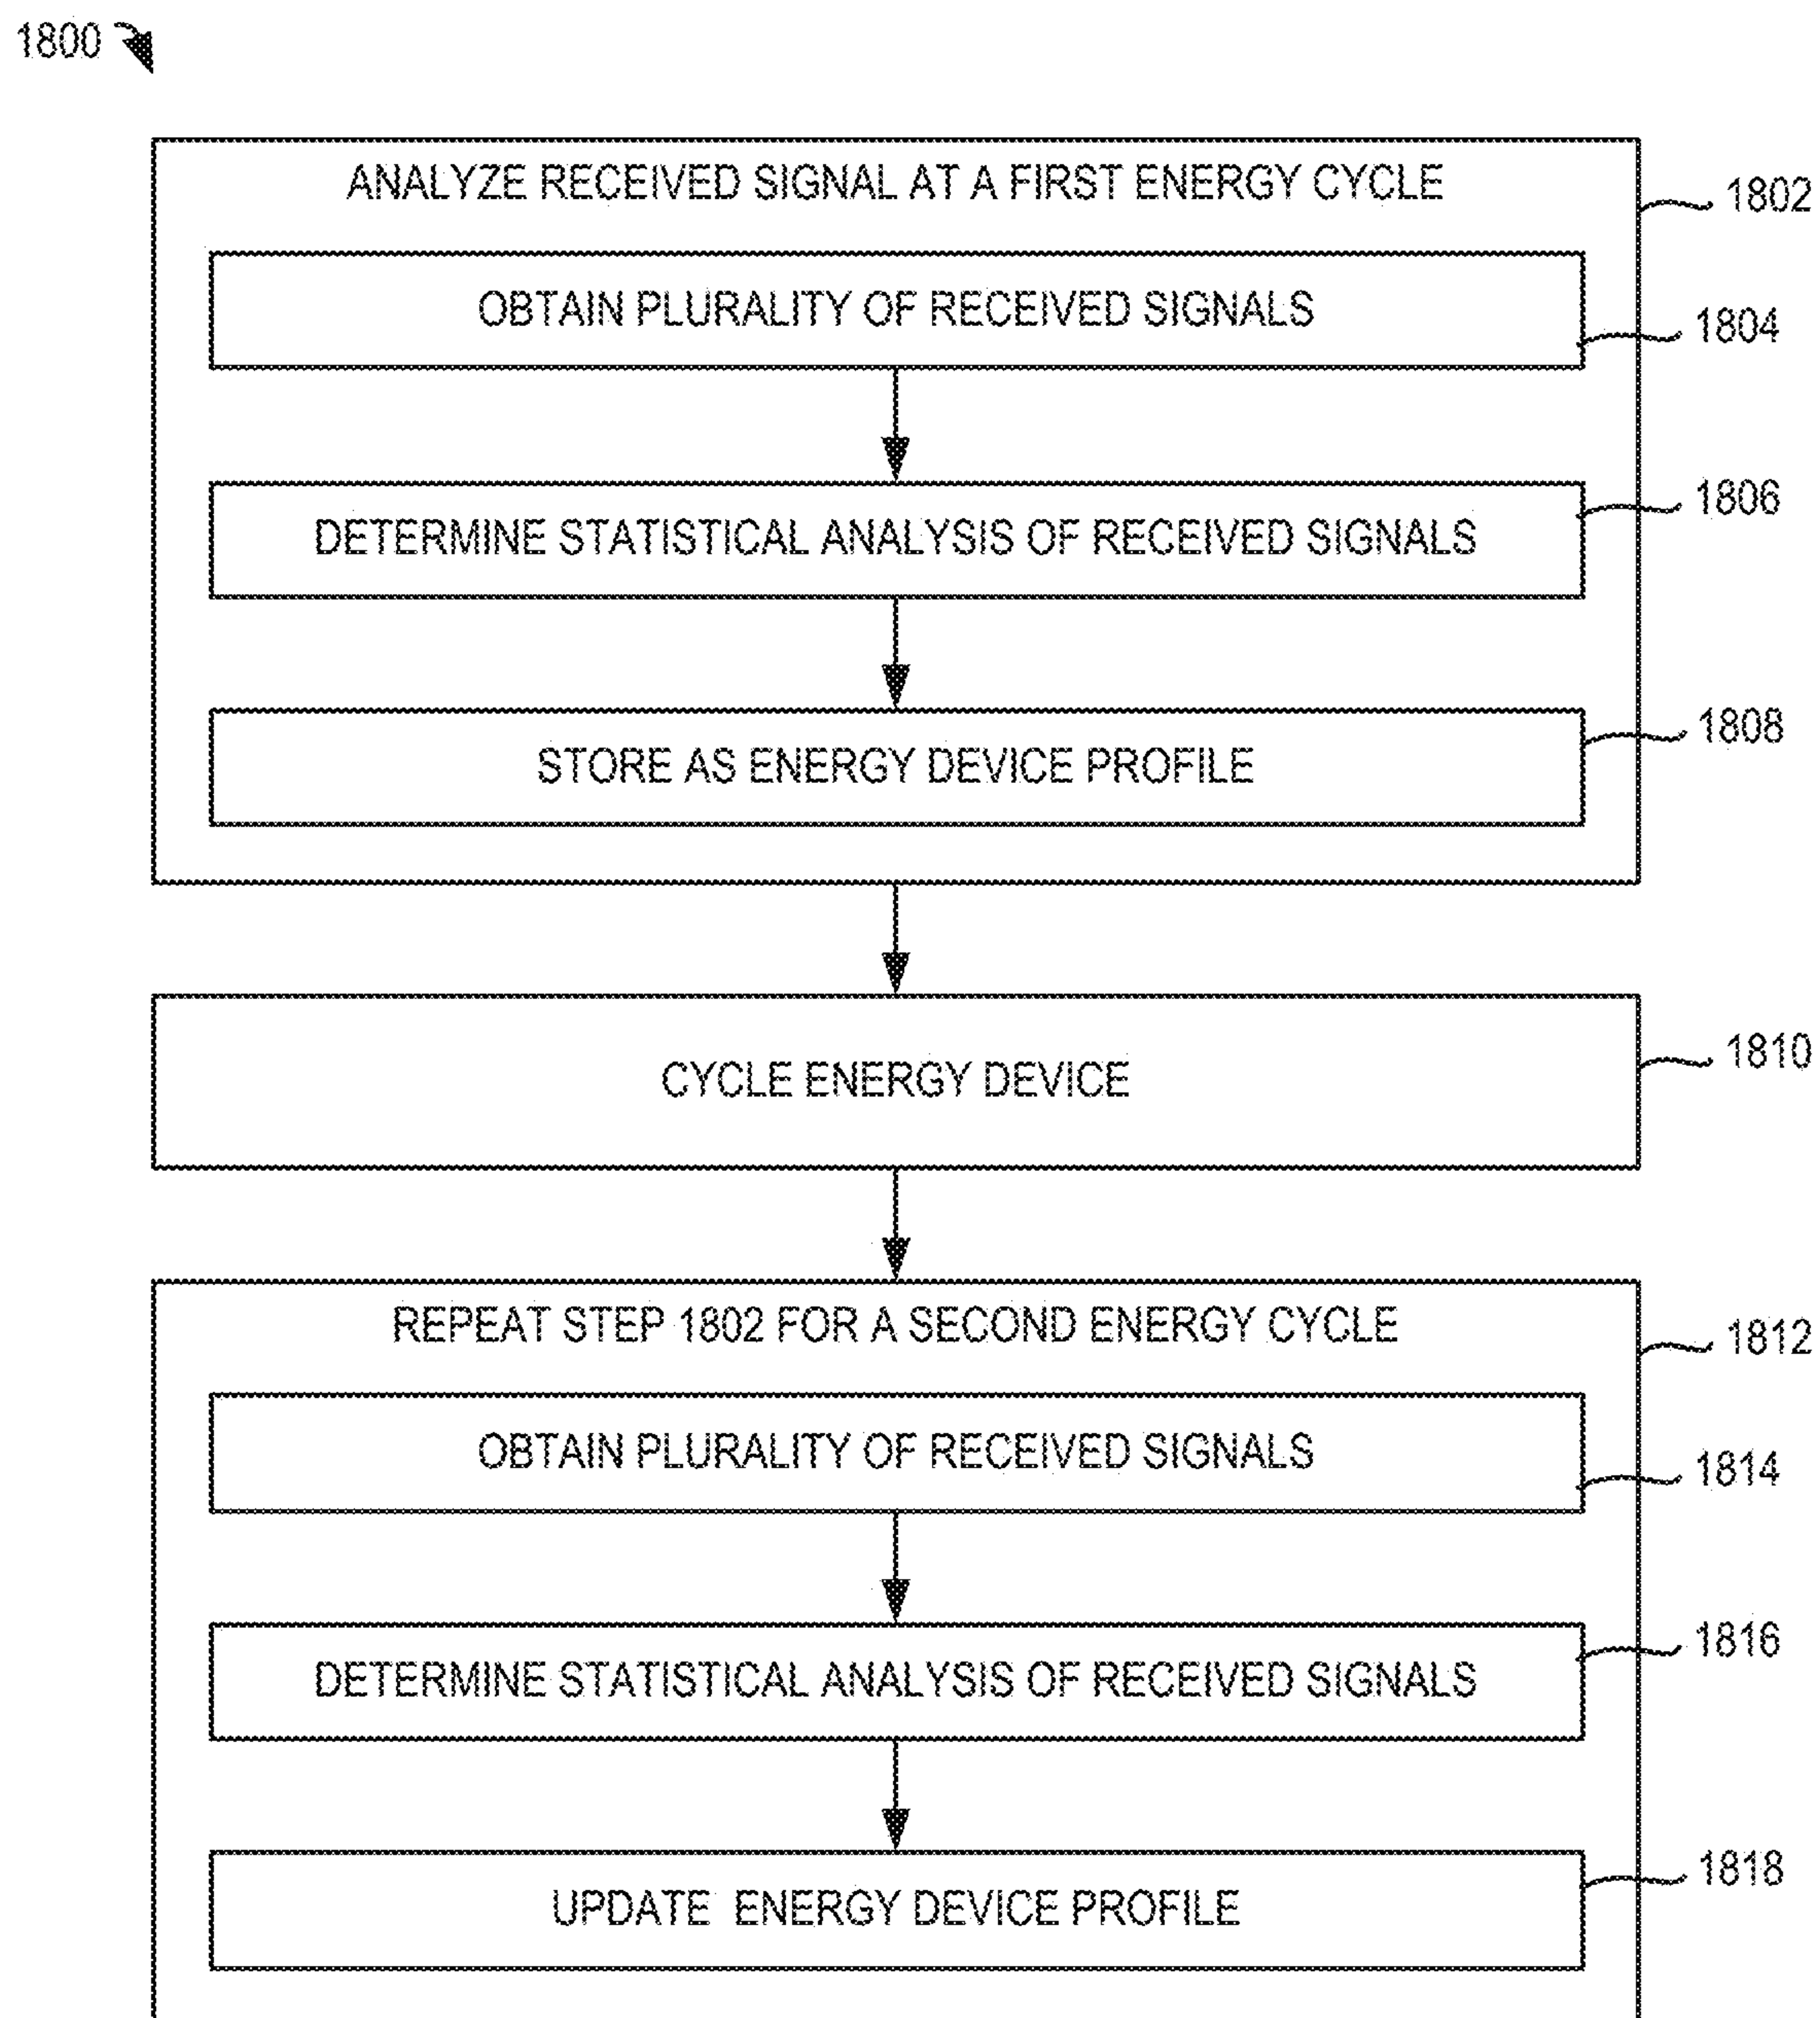 1800
ANALYZE RECEIVED SIGNAL AT A FIRST ENERGY CYCLE
1802
OBTAIN PLURALITY OF RECEIVED SIGNALS
1804
DETERMINE STATISTICAL ANALYSIS OF RECEIVED SIGNALS
1806
STORE AS ENERGY DEVICE PROFILE
1808
CYCLE ENERGY DEVICE
1810
REPEAT STEP 1802 FOR A SECOND ENERGY CYCLE
1812
OBTAIN PLURALITY OF RECEIVED SIGNALS
1814
DETERMINE STATISTICAL ANALYSIS OF RECEIVED SIGNALS
1816
UPDATE ENERGY DEVICE PROFILE
1818